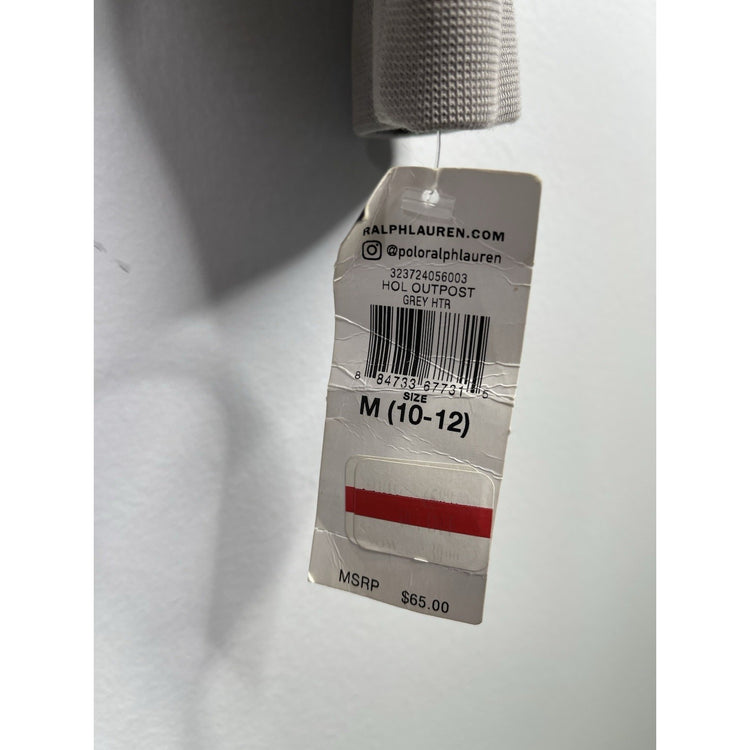 RALPHLAUREN.COM
@poloralphlauren
323724056003
HOL OUTPOST
GREY HTR
8 84733 67731 5
SIZE
M (10-12)
MSRP $65.00